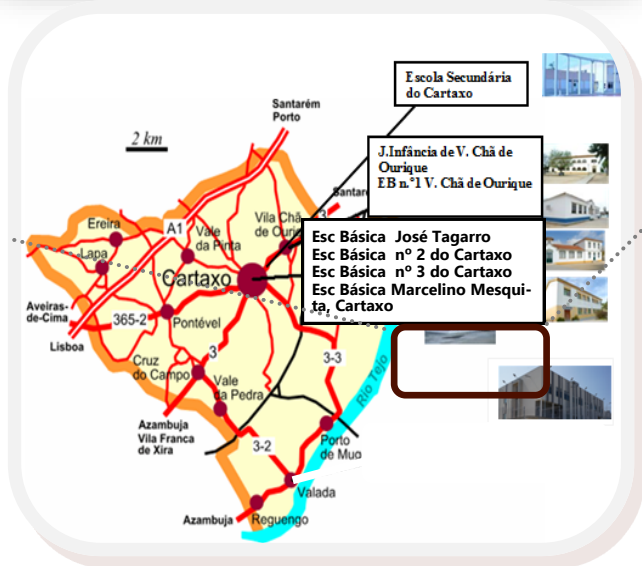 Escola Secundária
do Cartaxo
Santarém
Porto
2 km
J.Infância de V. Chã de
Ourique
EB n.º1 V. Chã de Ourique
Santar
3
Ereira
A1
Vale
da Pinta
Vila Chã
de Ouri
Lapa
Cartaxo
Esc Básica José Tagarro
Esc Básica nº 2 do Cartaxo
Esc Básica nº 3 do Cartaxo
Esc Básica Marcelino Mesqui-
ta, Cartaxo
Aveiras-
de-Cima
365-2
Pontével
Lisboa
3
3-3
Cruz
do Campo
Vale
da Pedra
Rio Tejo
Azambuja
Vila Franca
de Xira
3-2
Porto
de Mug
Valada
Azambuja
Reguengo